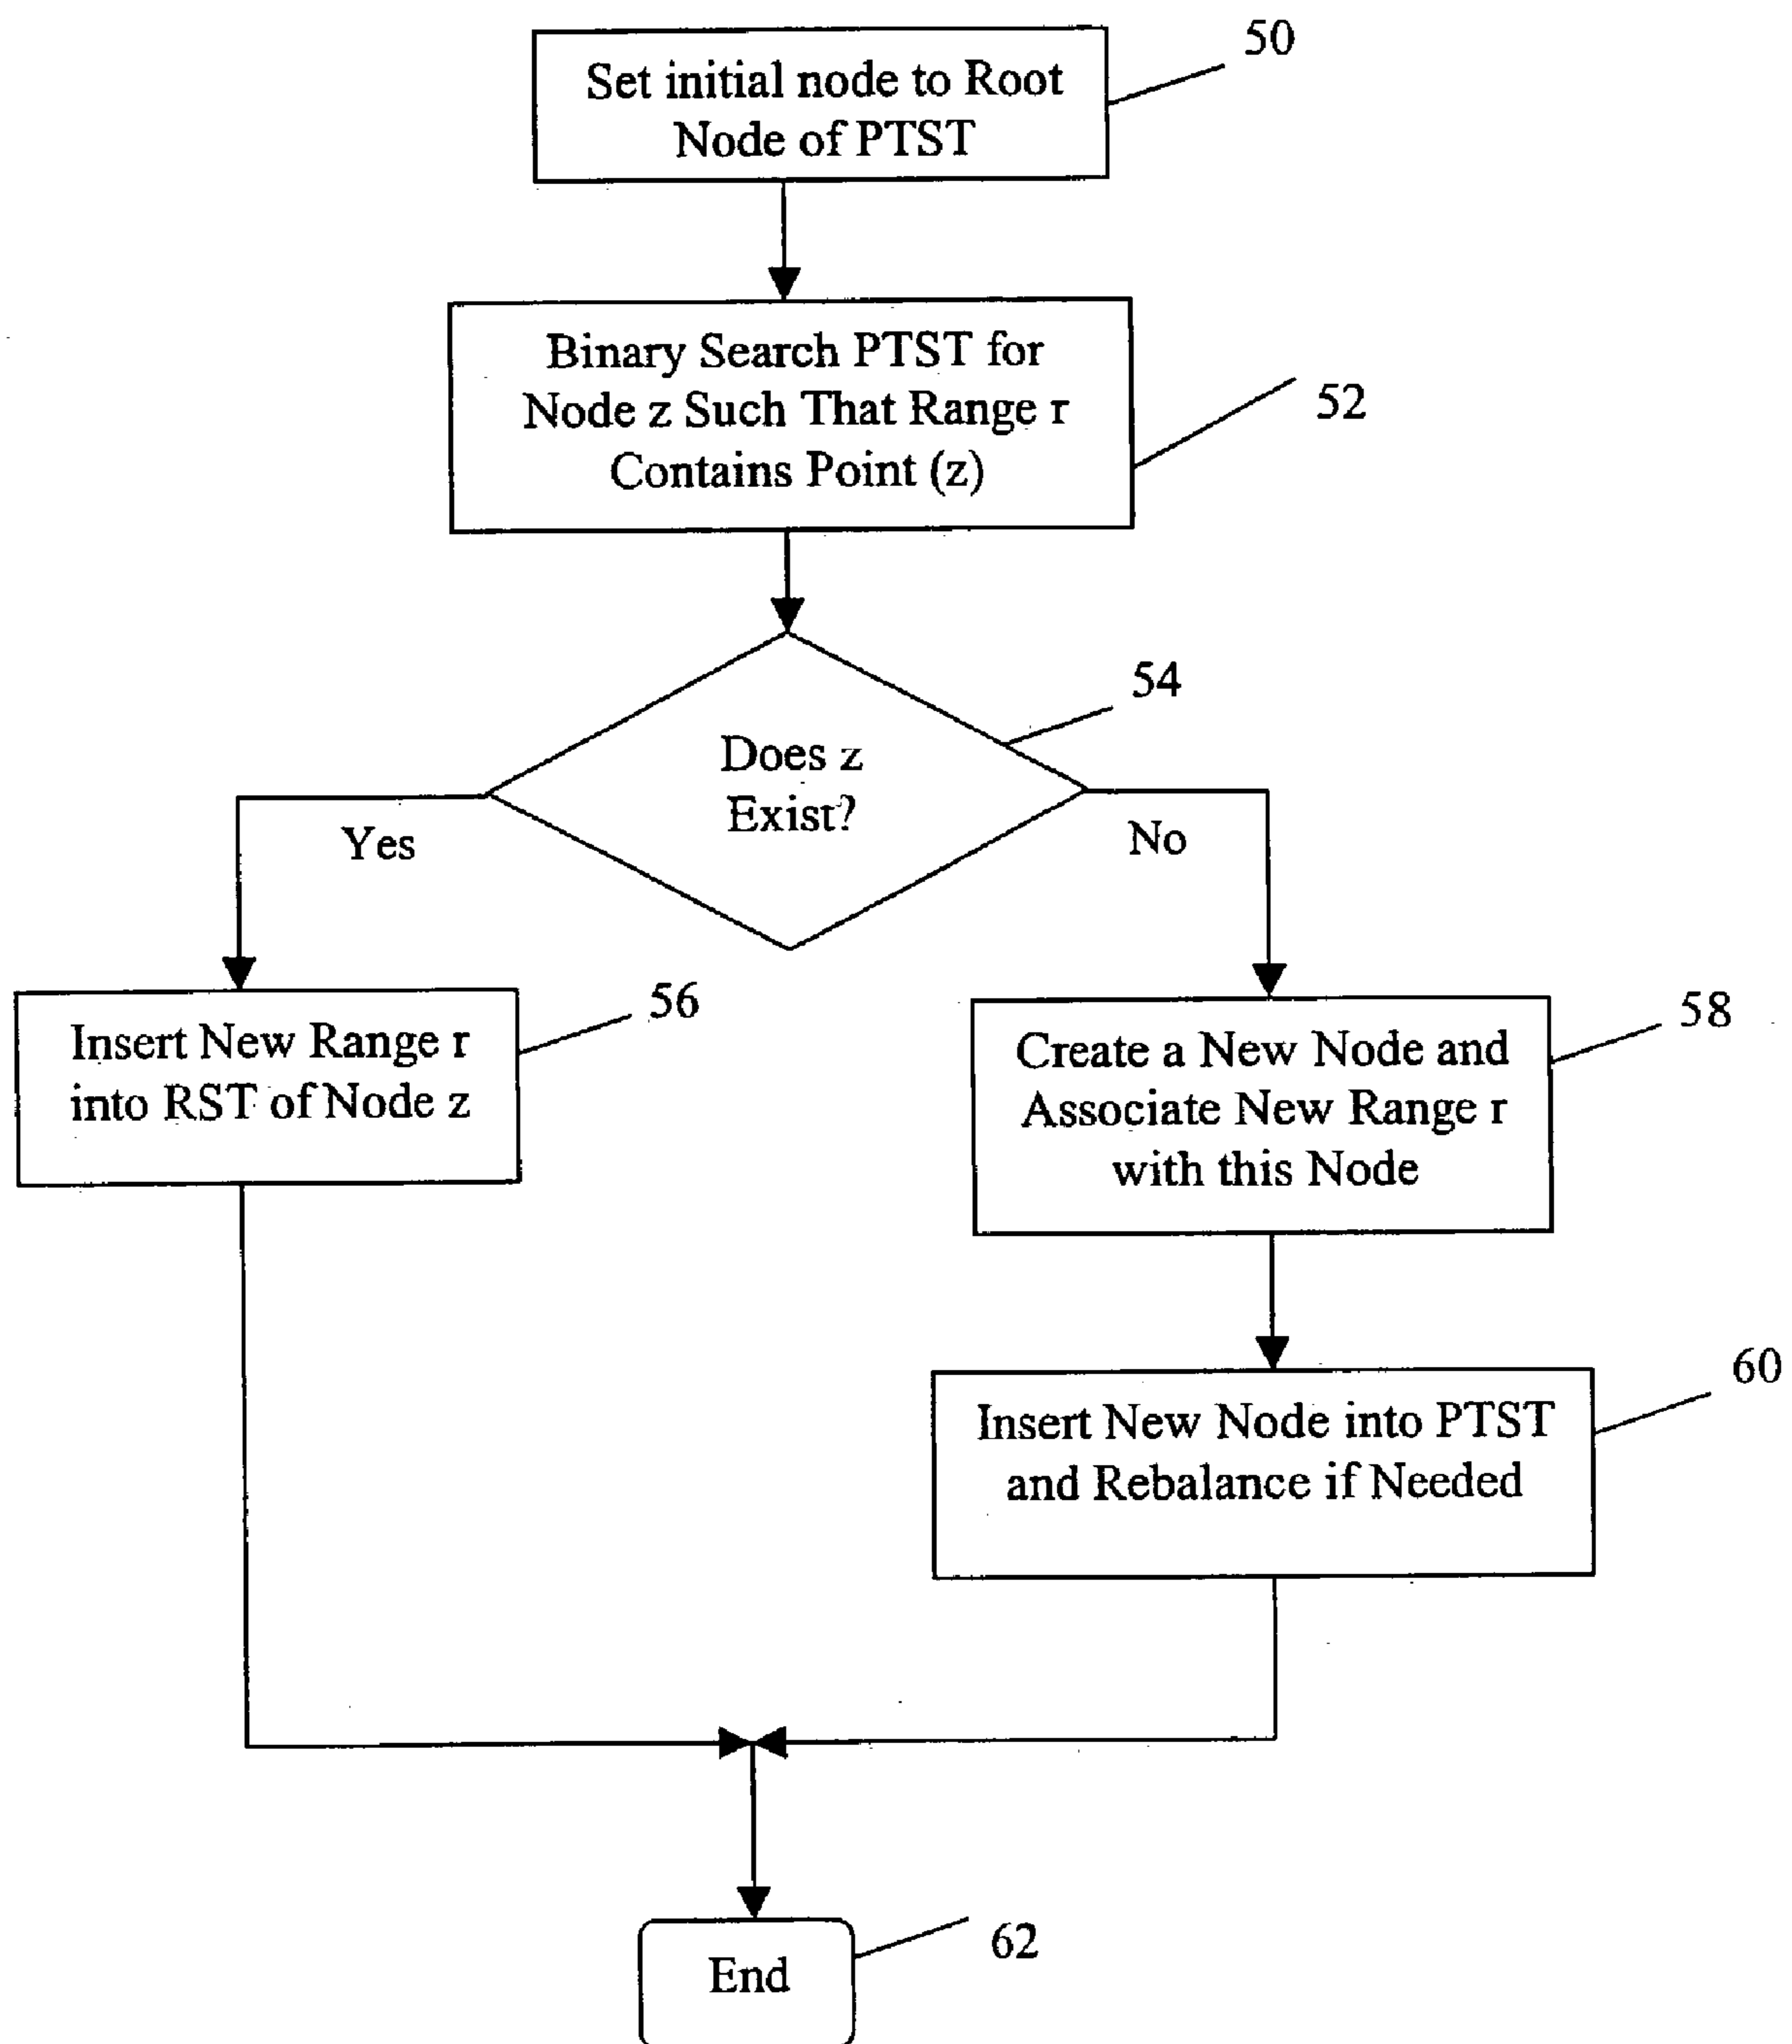 50
Set initial node to Root
Node of PTST
Binary Search PTST for
Node z Such That Range r
Contains Point (z)
52
54
Does z
Exist?
Yes
No
56
Insert New Range r
into RST of Node z
58
Create a New Node and
Associate New Range r
with this Node
60
Insert New Node into PTST
and Rebalance if Needed
62
End